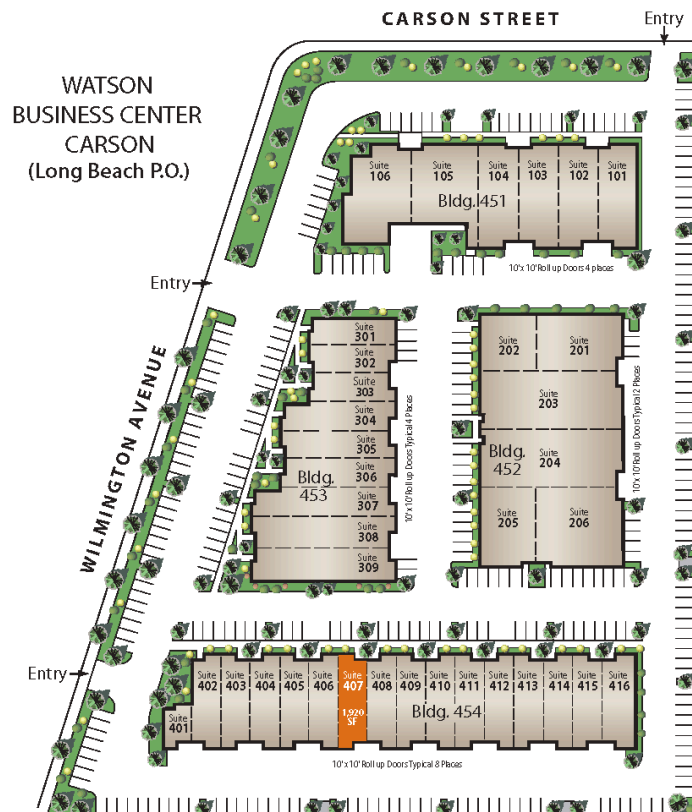 CARSON STREET
Entry
WATSON
BUSINESS CENTER
CARSON
(Long Beach P.O.)
Suite
106
Suite
105
Suite
104
Suite
103
Suite
102
Suite
101
Bldg. 451
10'x 10' Roll up Doors 4 places
Entry
WILMINGTON AVENUE
Suite
301
Suite
302
Suite
303
Suite
304
Suite
305
Suite
306
Suite
307
Suite
308
Suite
309
Bldg.
453
10' x 10' Roll up Doors Typical 4 Places
Suite
202
Suite
201
Suite
203
Suite
204
Suite
205
Suite
206
Bldg.
452
10' x 10' Roll up Doors Typical 2 Places
Entry
Suite
401
Suite
402
Suite
403
Suite
404
Suite
405
Suite
406
Suite
407
1,920
SF
Suite
408
Suite
409
Suite
410
Suite
411
Suite
412
Suite
413
Suite
414
Suite
415
Suite
416
Bldg. 454
10'x 10' Roll up Doors Typical 8 Places